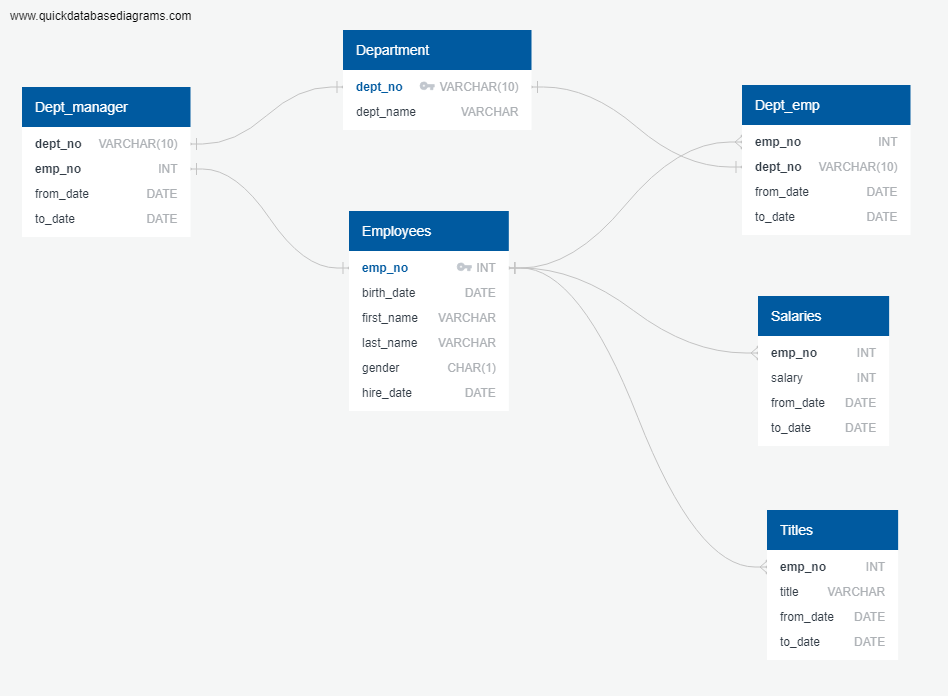 www.quickdatabasediagrams.com
Department
dept_no VARCHAR(10)
dept_name VARCHAR
Dept_manager
dept_no VARCHAR(10)
emp_no INT
from_date DATE
to_date DATE
Dept_emp
emp_no INT
dept_no VARCHAR(10)
from_date DATE
to_date DATE
Employees
emp_no INT
birth_date DATE
first_name VARCHAR
last_name VARCHAR
gender CHAR(1)
hire_date DATE
Salaries
emp_no INT
salary INT
from_date DATE
to_date DATE
Titles
emp_no INT
title VARCHAR
from_date DATE
to_date DATE